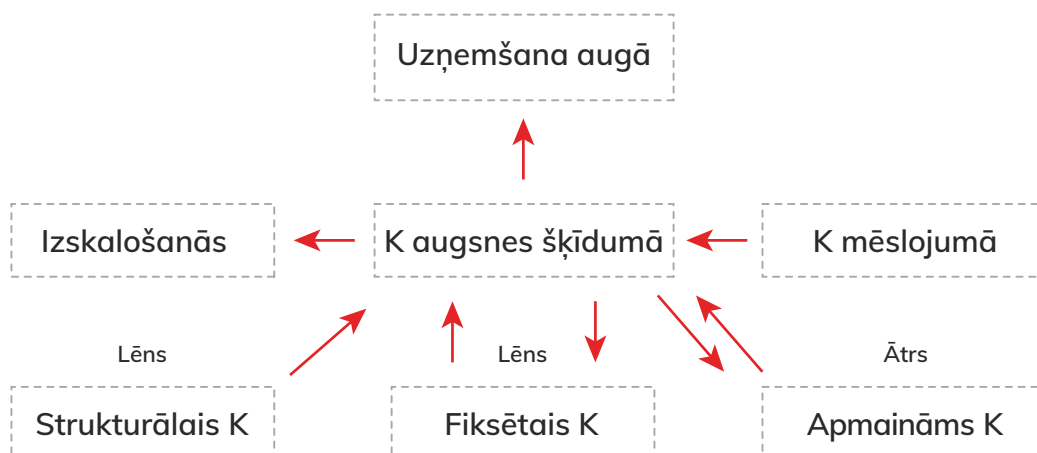 Uzņemšana augā
Izskalošanās
K augsnes šķīdumā
K mēslojumā
Lēns
Lēns
Ātrs
Strukturālais K
Fiksētais K
Apmaināms K